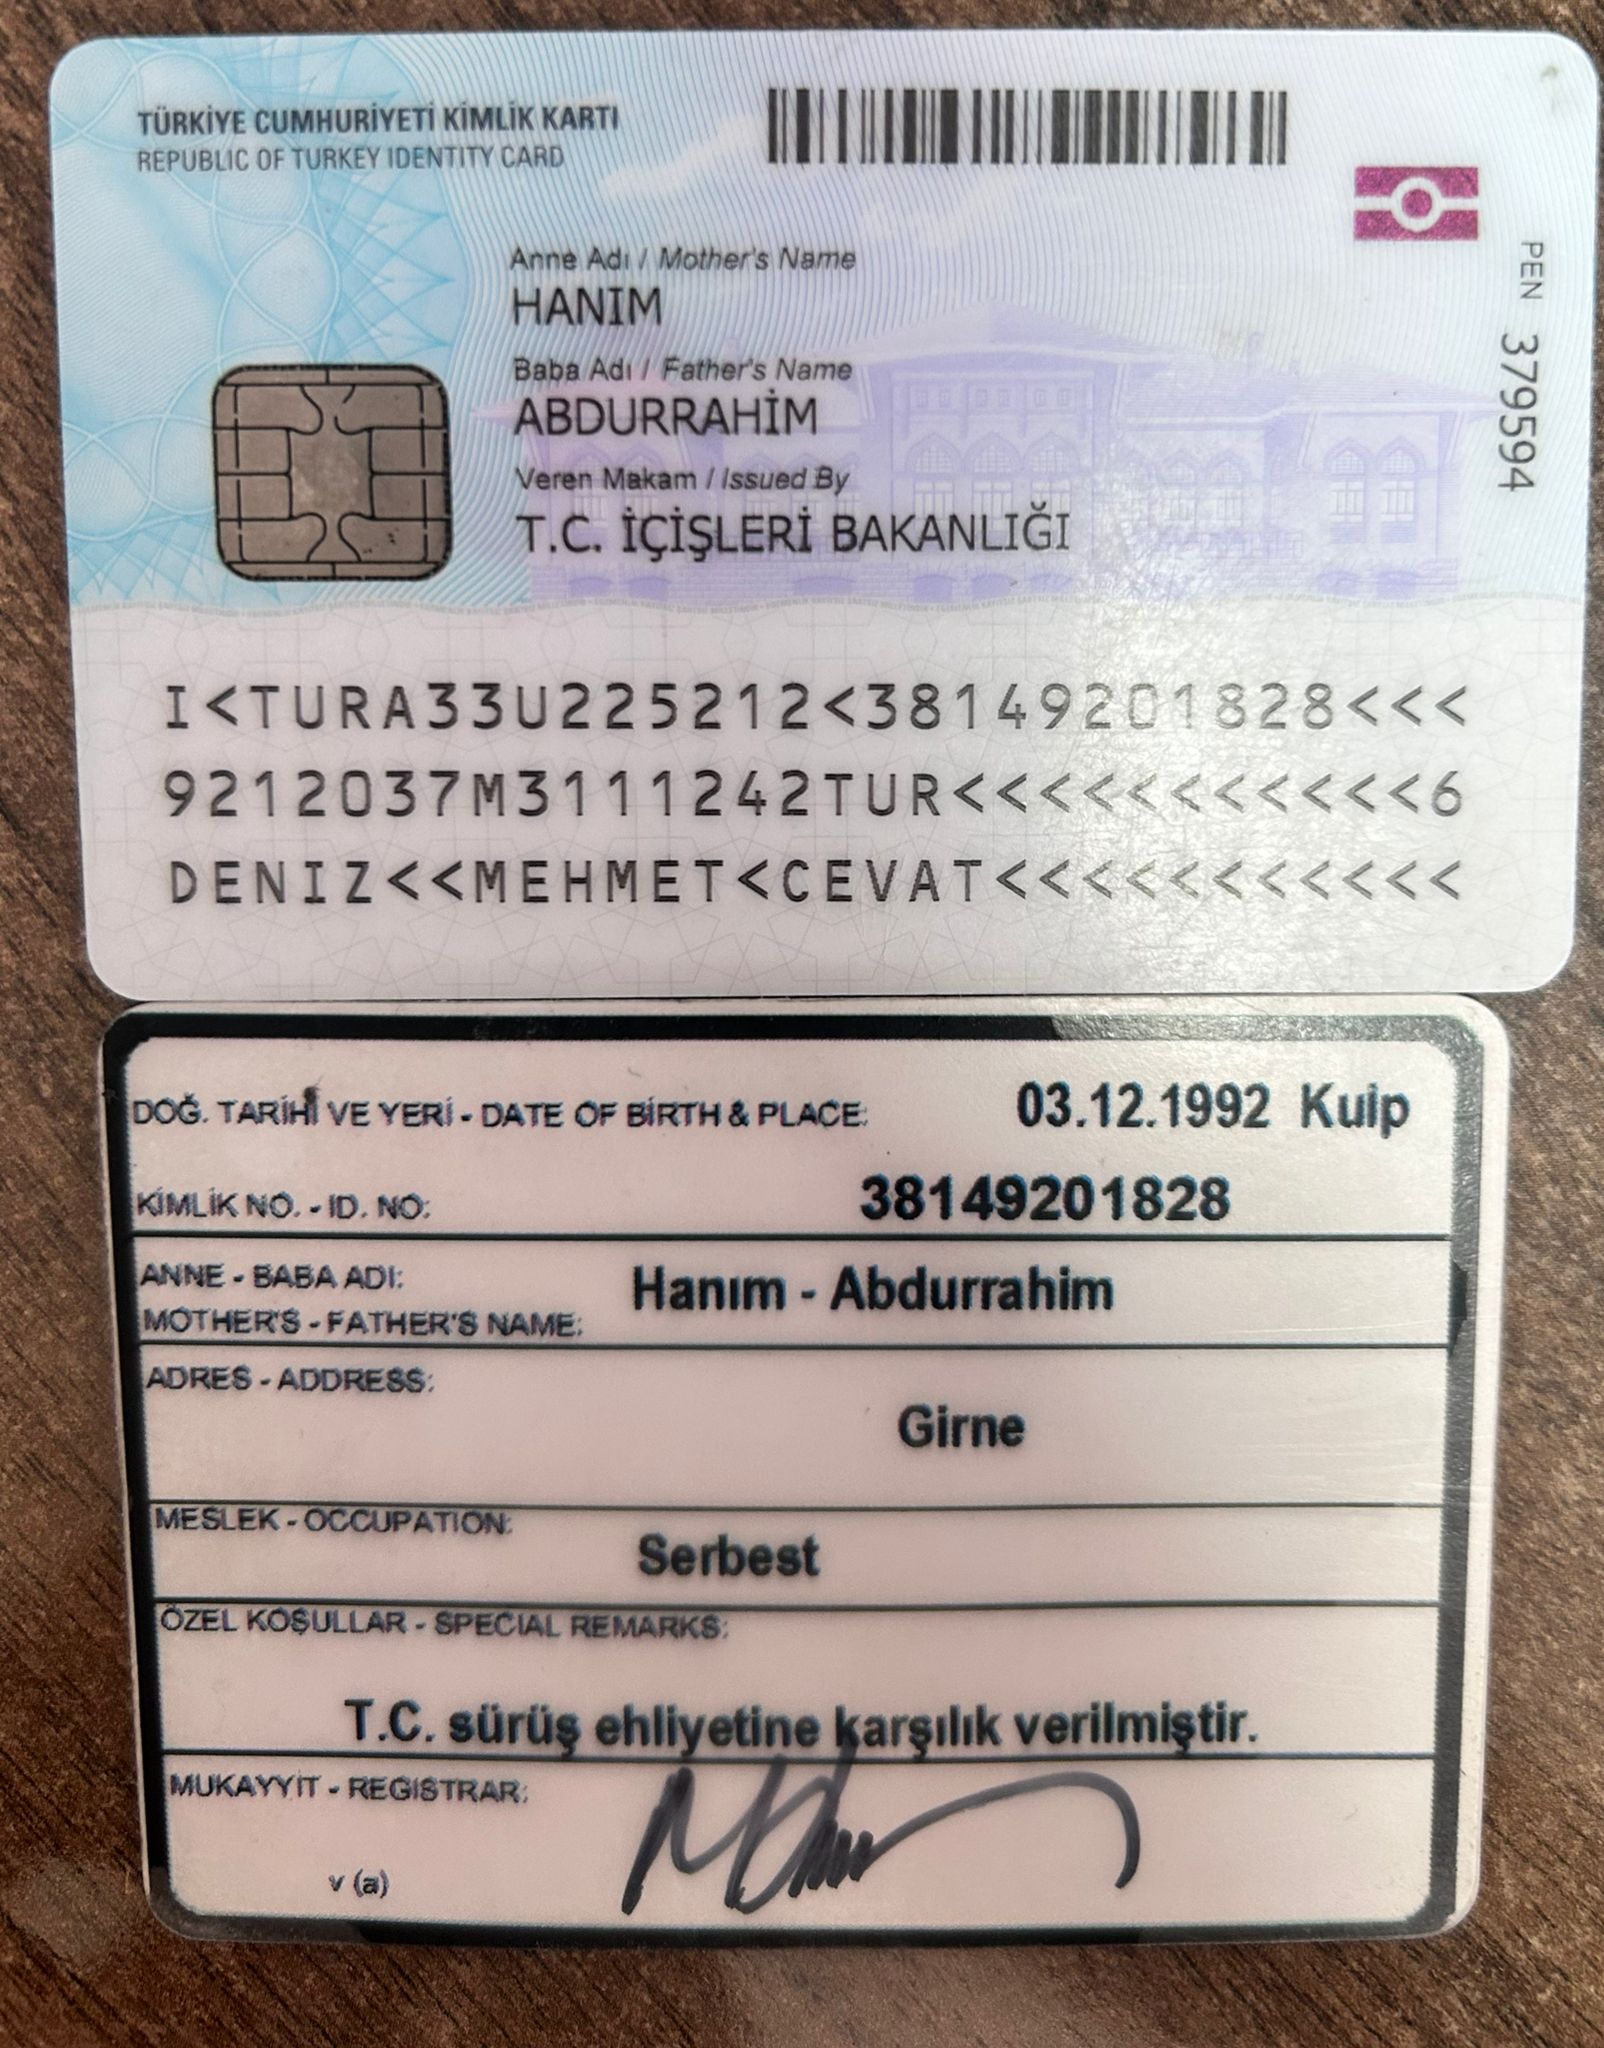 TÜRKİYE CUMHURİYETİ KİMLİK KARTI
REPUBLIC OF TURKEY IDENTITY CARD
Anne Adı / Mother's Name
HANIM
Baba Adı / Father's Name
ABDURRAHİM
Veren Makam / Issued By
T.C. İÇİŞLERİ BAKANLIĞI
PEN 379594
I<TURA33U225212<38149201828<<<
9212037M3111242TUR<<<<<<<<<<<6
DENIZ<<MEHMET<CEVAT<<<<<<<<<<<
DOĞ. TARİHİ VE YERİ - DATE OF BİRTH & PLACE: 03.12.1992 Kulp
KİMLİK NO. - ID. NO: 38149201828
ANNE - BABA ADI: Hanım - Abdurrahim
MOTHER'S - FATHER'S NAME:
ADRES - ADDRESS:
Girne
MESLEK - OCCUPATION:
Serbest
ÖZEL KOŞULLAR - SPECIAL REMARKS:
T.C. sürüş ehliyetine karşılık verilmiştir.
MUKAYYİT - REGISTRAR:
v (a)